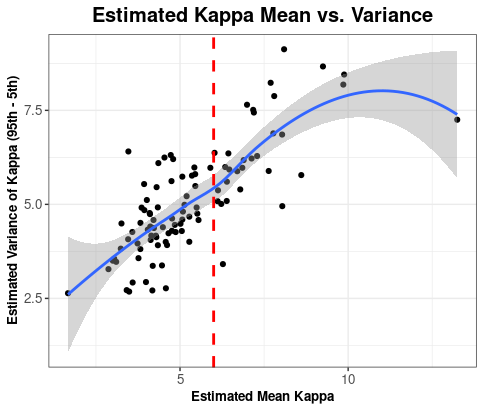 Estimated Kappa Mean vs. Variance
Estimated Variance of Kappa (95th - 5th)
7.5
5.0
2.5
5
10
Estimated Mean Kappa